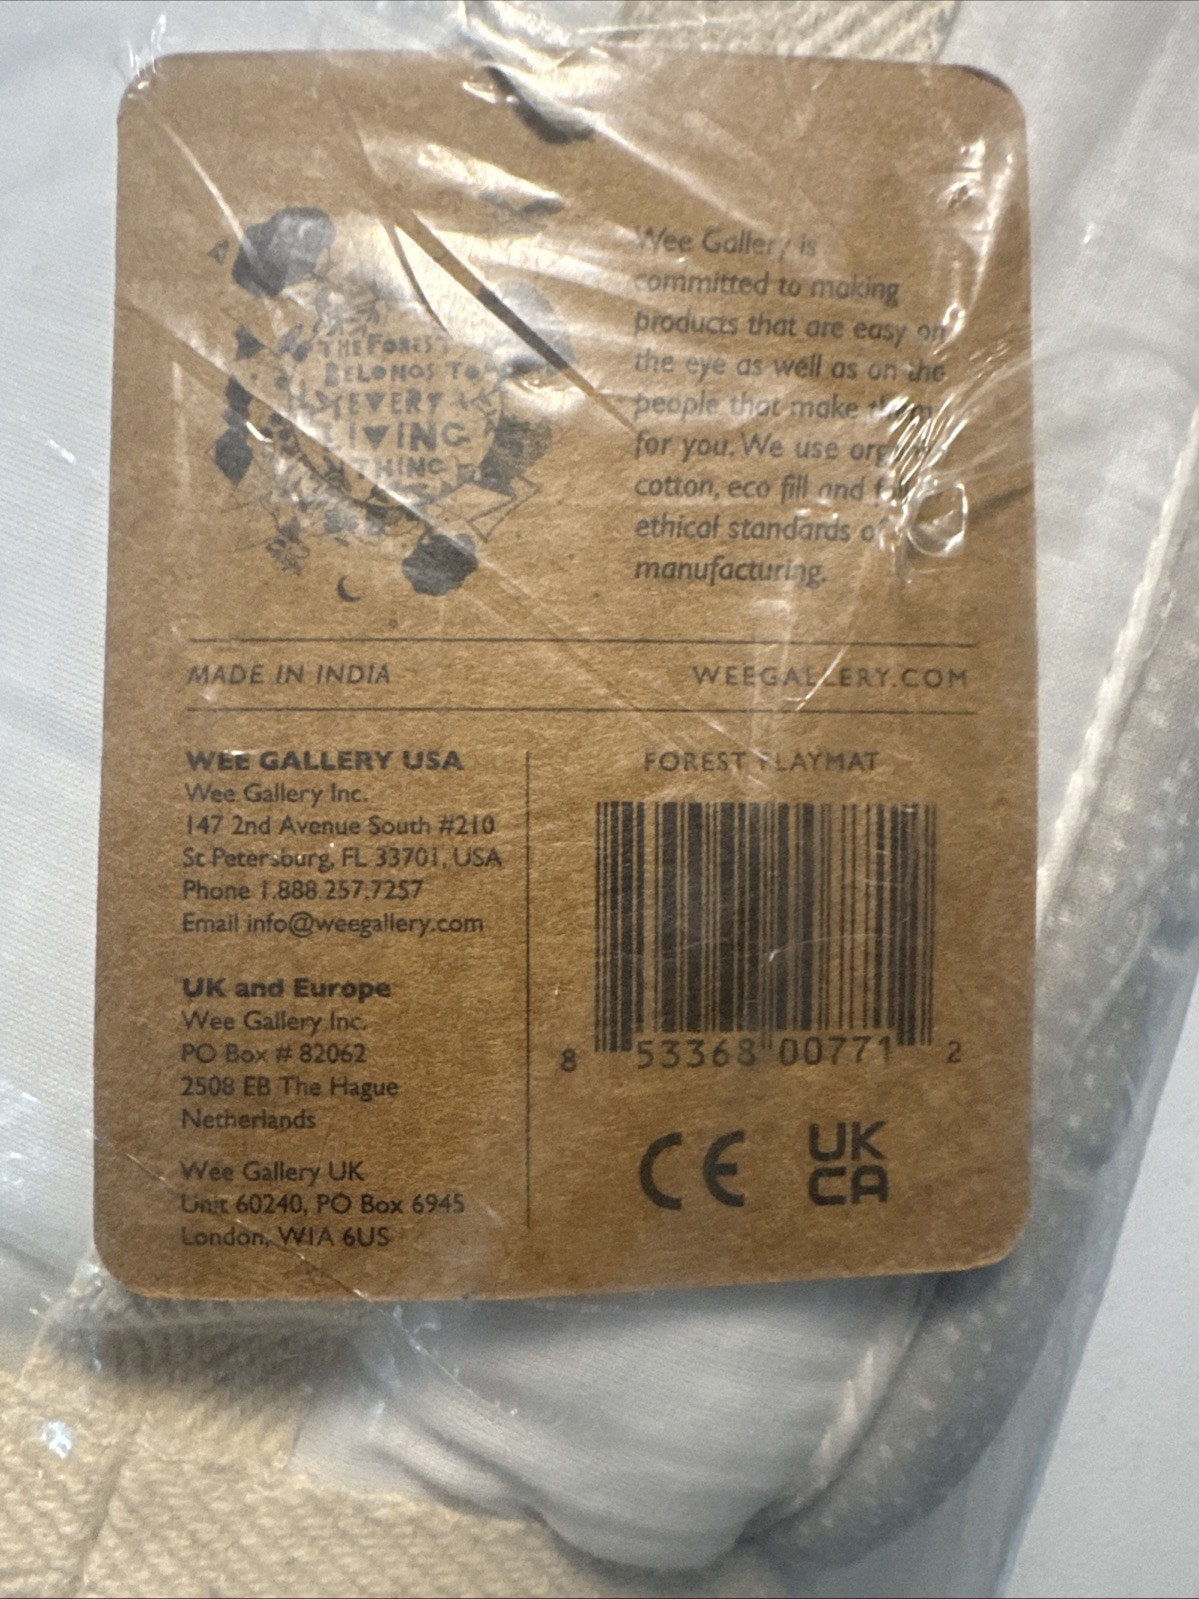 THE FOREST
BELONGS TO
EVERY
LIVING
THING
Wee Gallery is
committed to making
products that are easy on
the eye as well as on the
people that make them
for you. We use organic
cotton, eco fill and
ethical standards of
manufacturing.
MADE IN INDIA
WEEGALLERY.COM
WEE GALLERY USA
Wee Gallery Inc.
147 2nd Avenue South #210
St Petersburg, FL 33701, USA
Phone 1.888.257.7257
Email info@weegallery.com
UK and Europe
Wee Gallery Inc.
PO Box # 82062
2508 EB The Hague
Netherlands
Wee Gallery UK
Unit 60240, PO Box 6945
London, W1A 6US
FOREST PLAYMAT
8 53368 00771 2
CE
UK
CA